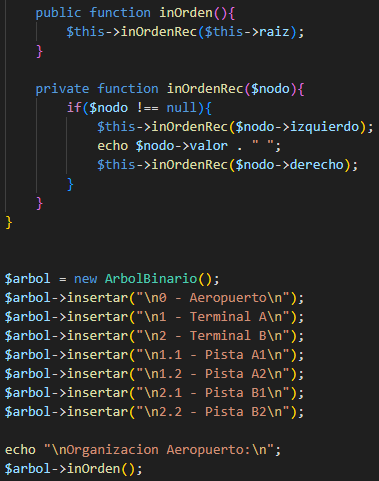 public function inOrden(){
$this->inOrdenRec($this->raiz);
}
private function inOrdenRec($nodo){
if($nodo !== null){
$this->inOrdenRec($nodo->izquierdo);
echo $nodo->valor . " ";
$this->inOrdenRec($nodo->derecho);
}
}
}
$arbol = new ArbolBinario();
$arbol->insertar("\n0 - Aeropuerto\n");
$arbol->insertar("\n1 - Terminal A\n");
$arbol->insertar("\n2 - Terminal B\n");
$arbol->insertar("\n1.1 - Pista A1\n");
$arbol->insertar("\n1.2 - Pista A2\n");
$arbol->insertar("\n2.1 - Pista B1\n");
$arbol->insertar("\n2.2 - Pista B2\n");
echo "\nOrganizacion Aeropuerto:\n";
$arbol->inOrden();